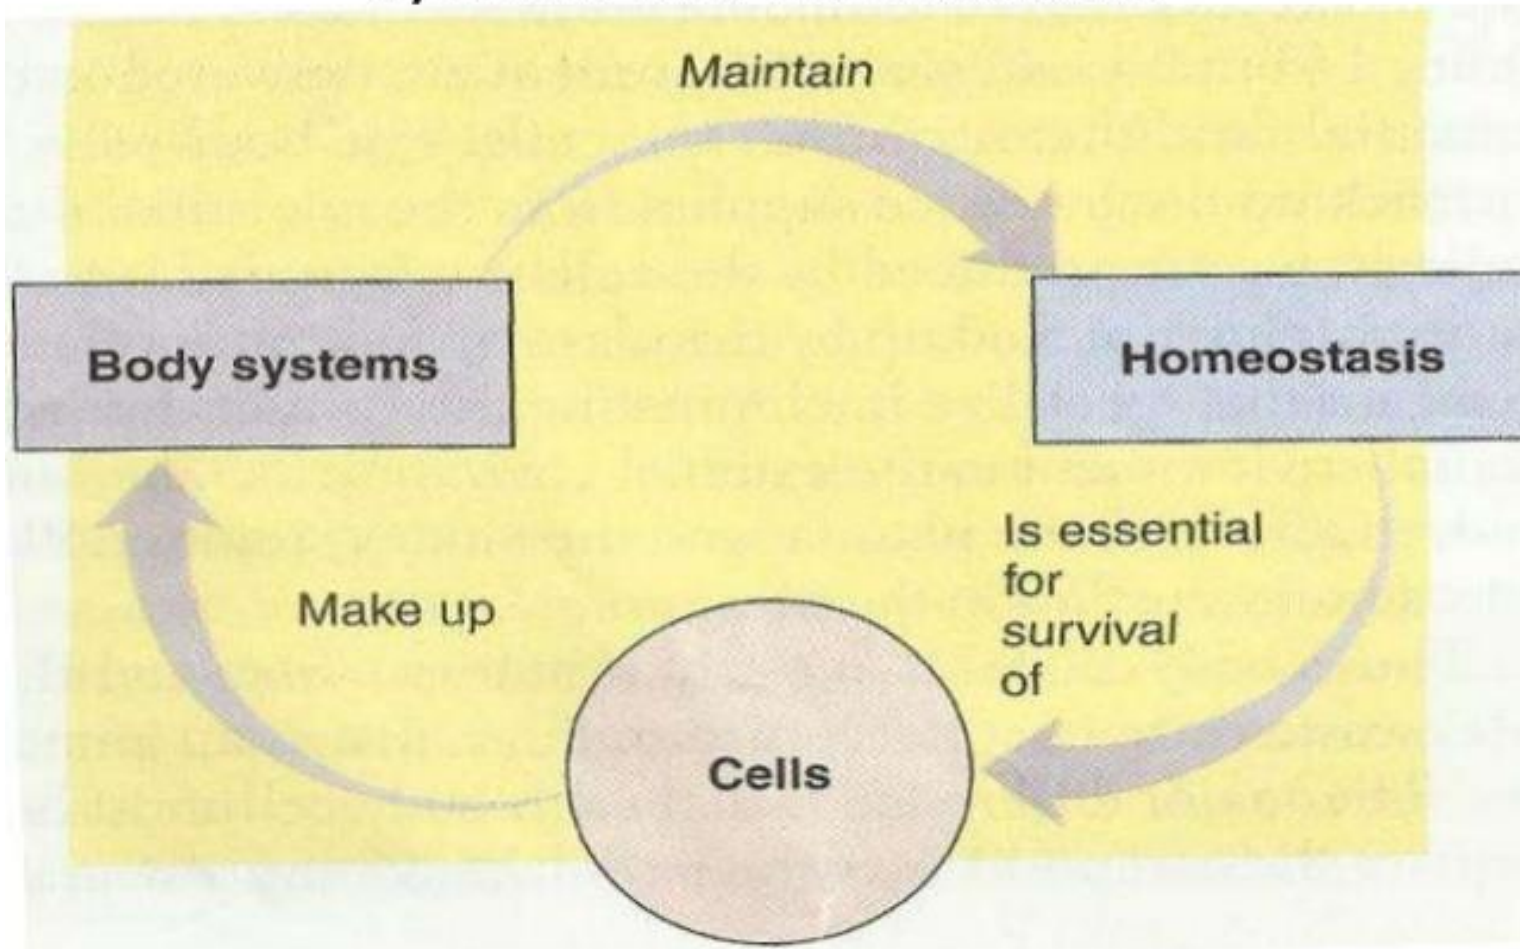 Maintain
Body systems
Homeostasis
Is essential
for
survival
of
Make up
Cells